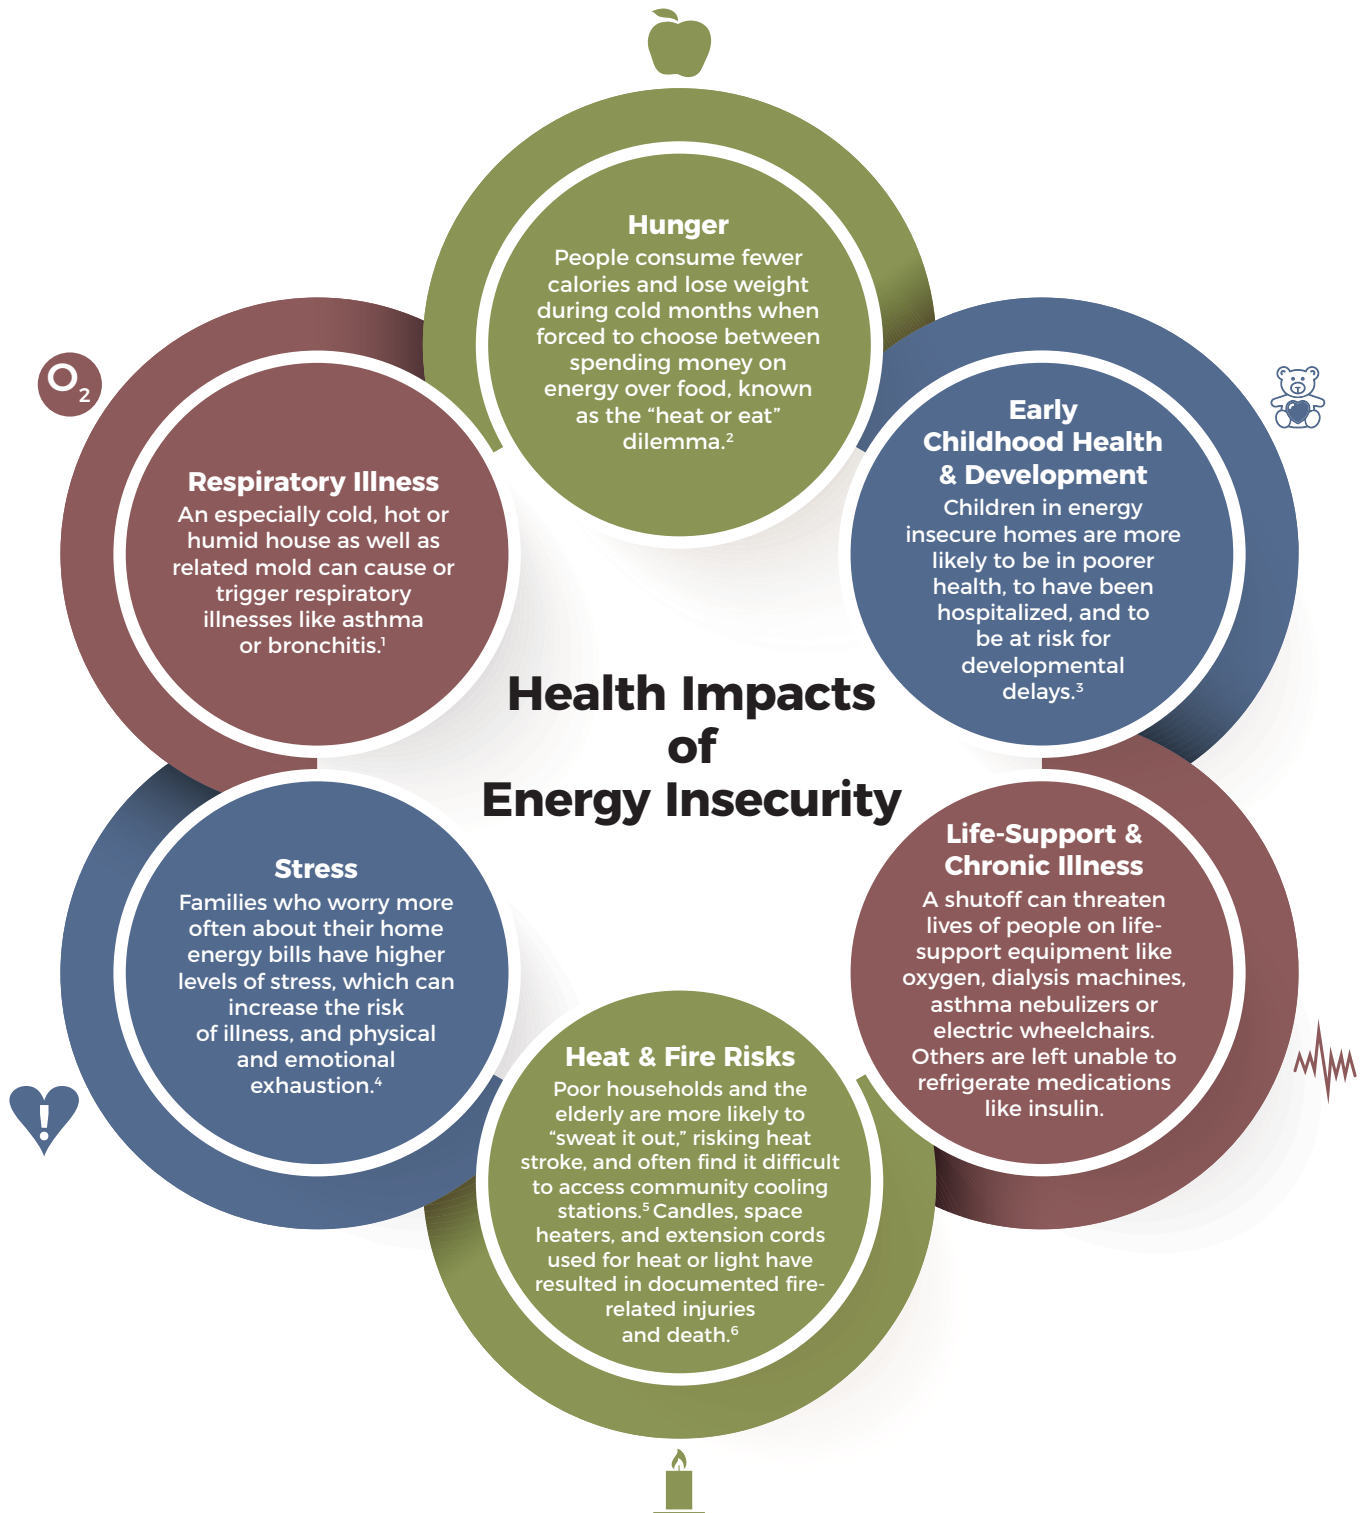 Hunger
People consume fewer
calories and lose weight
during cold months when
forced to choose between
spending money on
energy over food, known
as the “heat or eat”
dilemma.²
O₂
Respiratory Illness
An especially cold, hot or
humid house as well as
related mold can cause or
trigger respiratory
illnesses like asthma
or bronchitis.¹
Early
Childhood Health
& Development
Children in energy
insecure homes are more
likely to be in poorer
health, to have been
hospitalized, and to
be at risk for
developmental
delays.³
Health Impacts
of
Energy Insecurity
Stress
Families who worry more
often about their home
energy bills have higher
levels of stress, which can
increase the risk
of illness, and physical
and emotional
exhaustion.⁴
!
Life-Support &
Chronic Illness
A shutoff can threaten
lives of people on life-
support equipment like
oxygen, dialysis machines,
asthma nebulizers or
electric wheelchairs.
Others are left unable to
refrigerate medications
like insulin.
Heat & Fire Risks
Poor households and the
elderly are more likely to
“sweat it out,” risking heat
stroke, and often find it difficult
to access community cooling
stations.⁵ Candles, space
heaters, and extension cords
used for heat or light have
resulted in documented fire-
related injuries
and death.⁶